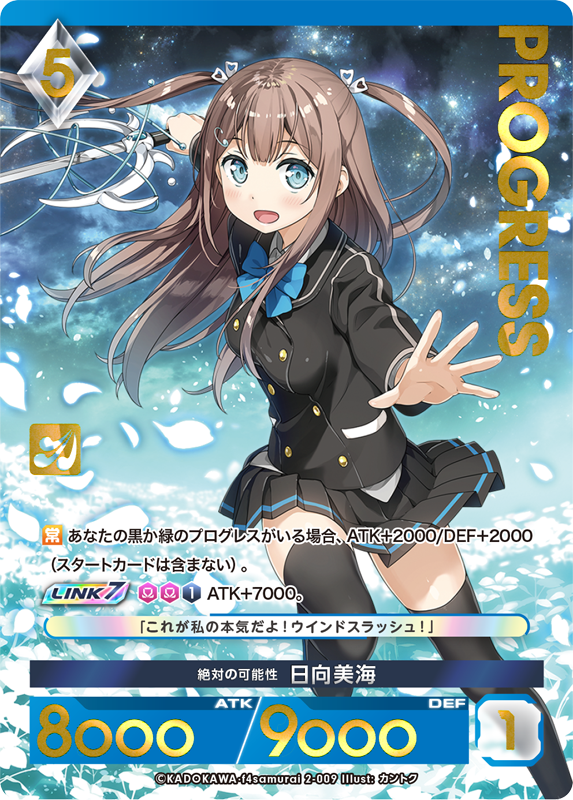 5
PROGRESS
常 あなたの黒か緑のプログレスがいる場合、ATK+2000/DEF+2000
（スタートカードは含まない）。
LINK 7 Ω Ω 1 ATK+7000。
「これが私の本気だよ！ウインドスラッシュ！」
絶対の可能性 日向美海
ATK DEF
8000 9000 1
©KADOKAWA・f4samurai 2-009 Illust: カントク